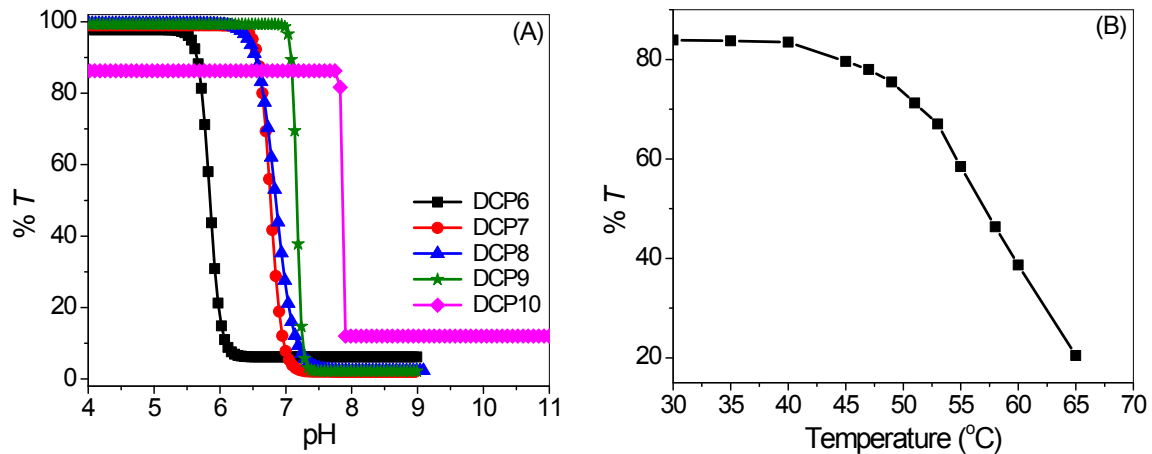 (A)
100
80
60
40
20
0
% T
4 5 6 7 8 9 10 11
pH
DCP6
DCP7
DCP8
DCP9
DCP10
(B)
80
60
40
20
% T
30 35 40 45 50 55 60 65 70
Temperature (°C)